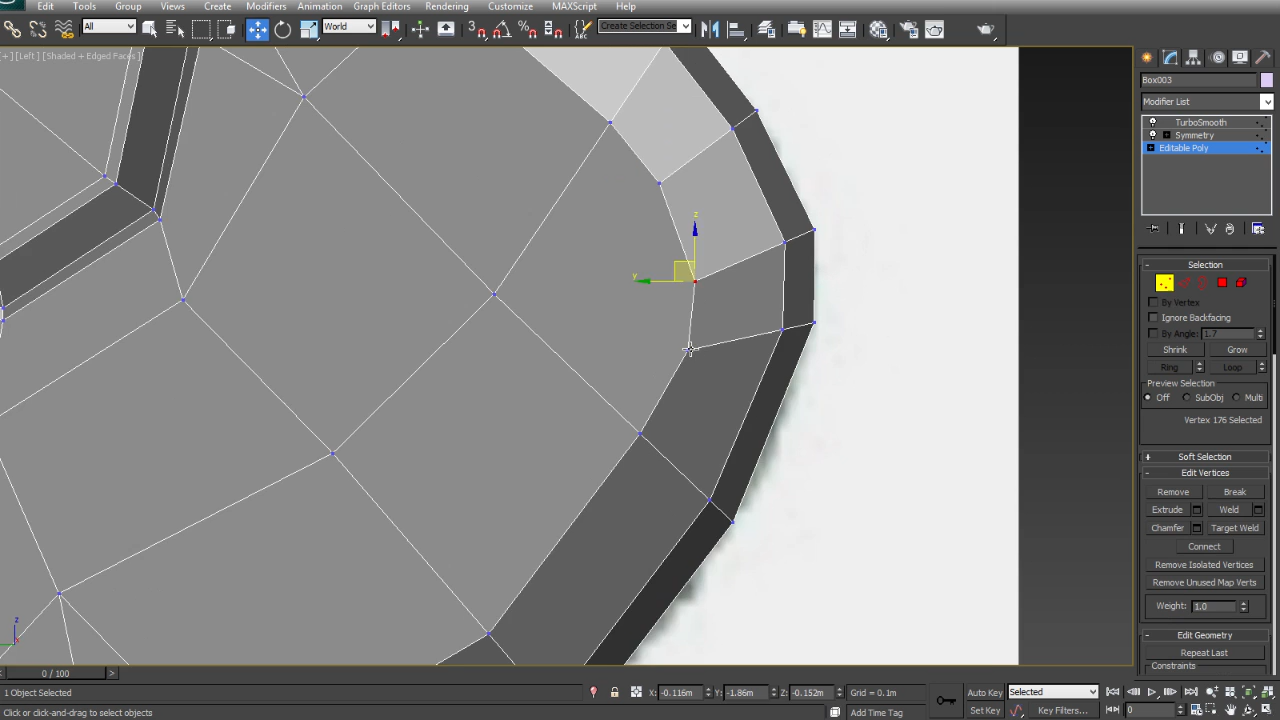 Edit Tools Group Views Create Modifiers Animation Graph Editors Rendering Customize MAXScript Help
All World Create Selection Se
[+] [Left] [Shaded + Edged Faces]
Box003
Modifier List
TurboSmooth
Symmetry
Editable Poly
- Selection
By Vertex
Ignore Backfacing
By Angle: 1.7
Shrink Grow
Ring Loop
Preview Selection
Off SubObj Multi
Vertex 176 Selected
+ Soft Selection
- Edit Vertices
Remove Break
Extrude Weld
Chamfer Target Weld
Connect
Remove Isolated Vertices
Remove Unused Map Verts
Weight: 1.0
- Edit Geometry
Repeat Last
Constraints
z
y
z
0 / 100 >
1 Object Selected X: -0.116m Y: -1.86m Z: -0.152m Grid = 0.1m Auto Key Selected
Click or click-and-drag to select objects Add Time Tag Set Key Key Filters... 0